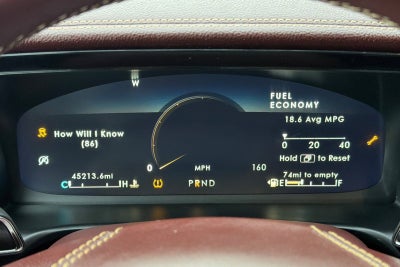 W
FUEL
ECONOMY
18.6 Avg MPG
How Will I Know
(86)
0 20 40
Hold to Reset
0 MPH 160
45213.6mi
74mi to empty
C H
PRND
E F